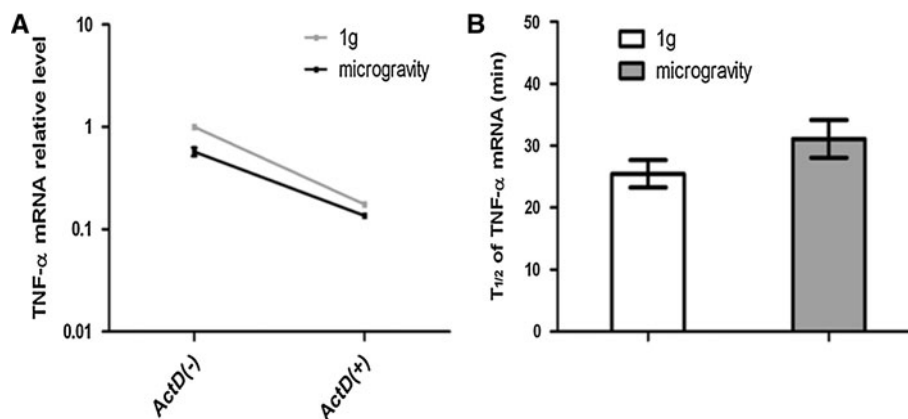 A
TNF-α mRNA relative level
10
1
0.1
0.01
1g
microgravity
ActD(-)
ActD(+)
B
T1/2 of TNF-α mRNA (min)
50
40
30
20
10
0
1g
microgravity